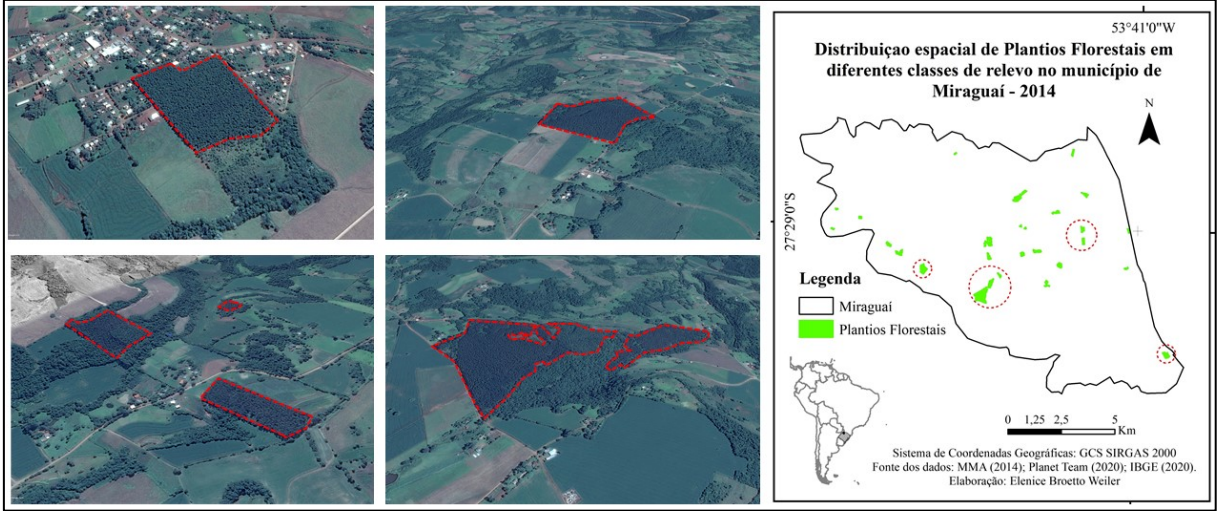 53°41'0"W
Distribuiçao espacial de Plantios Florestais em
diferentes classes de relevo no município de
Miraguaí - 2014
N
27°29'0"S
Legenda
Miraguaí
Plantios Florestais
0 1,25 2,5 5
Km
Sistema de Coordenadas Geográficas: GCS SIRGAS 2000
Fonte dos dados: MMA (2014); Planet Team (2020); IBGE (2020).
Elaboração: Elenice Broetto Weiler